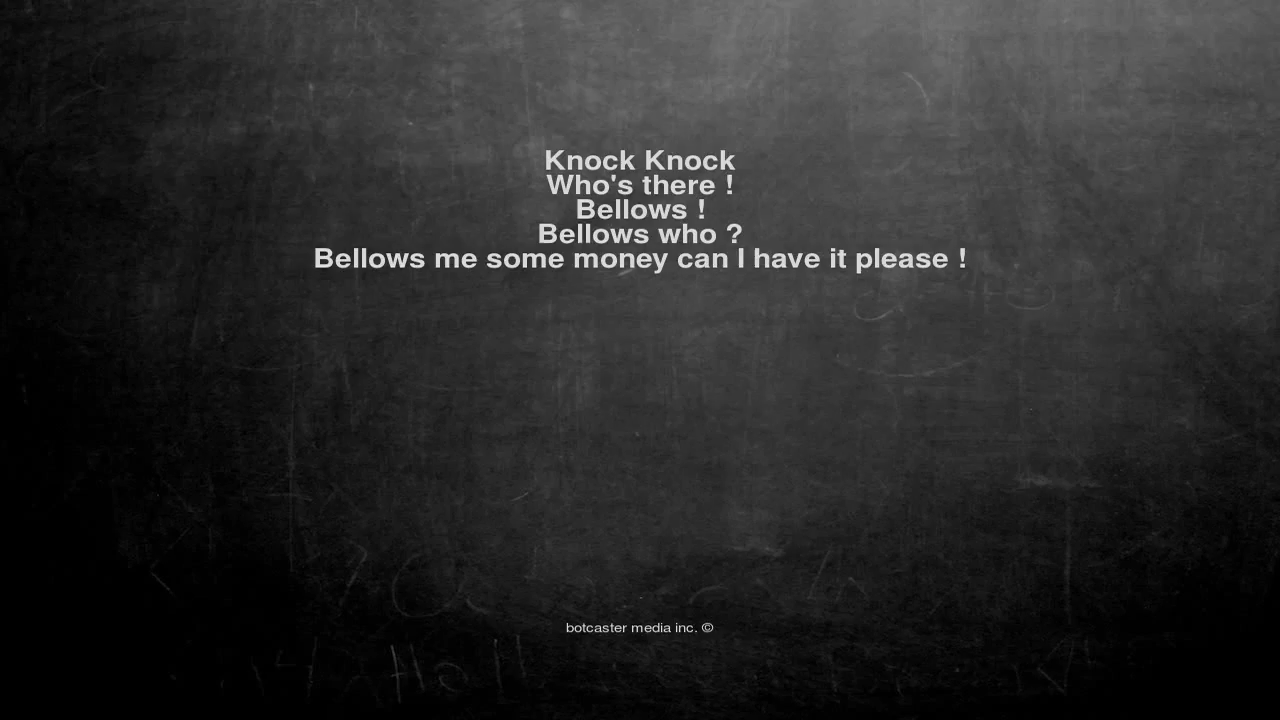 Knock Knock
Who's there !
Bellows !
Bellows who ?
Bellows me some money can I have it please !
botcaster media inc. ©